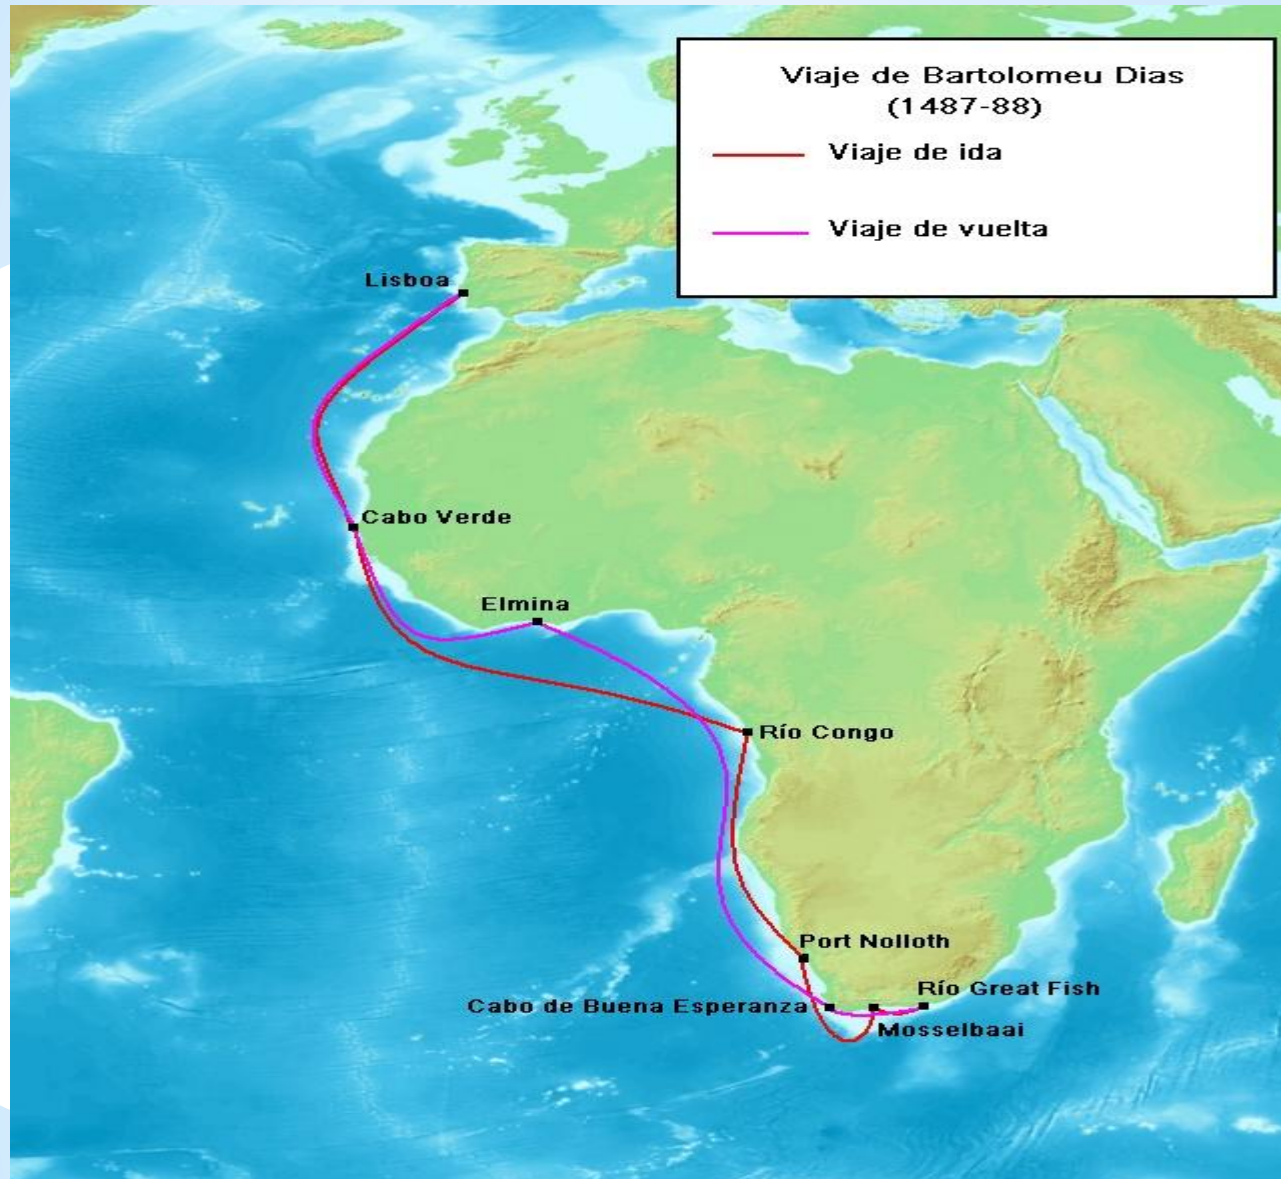 Viaje de Bartolomeu Dias
(1487-88)
Viaje de ida
Viaje de vuelta
Lisboa
Cabo Verde
Elmina
Río Congo
Port Nolloth
Río Great Fish
Cabo de Buena Esperanza
Mosselbaai